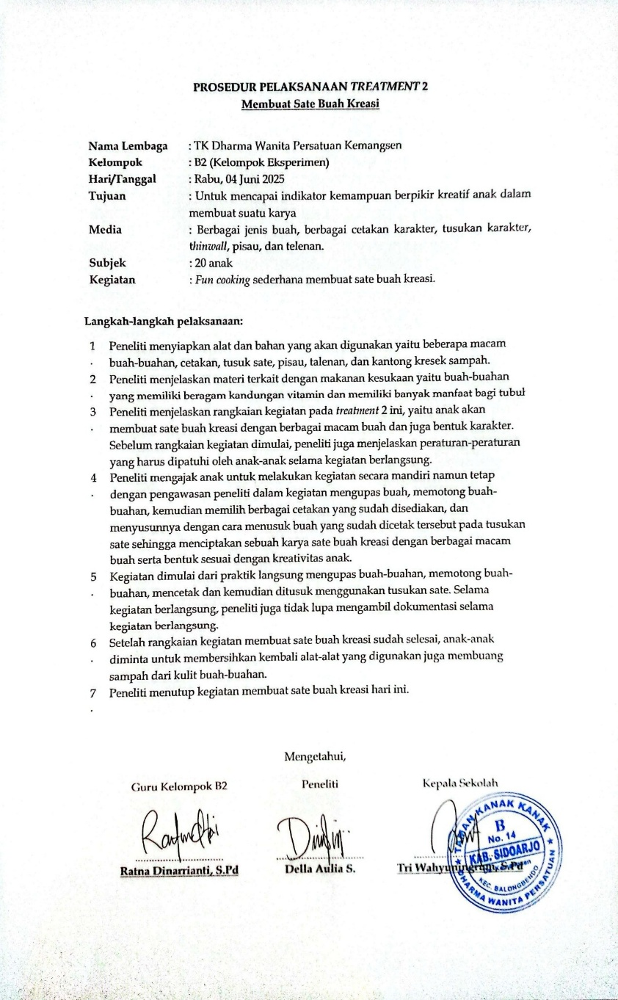 PROSEDUR PELAKSANAAN TREATMENT 2
Membuat Sate Buah Kreasi
Nama Lembaga : TK Dharma Wanita Persatuan Kemangsen
Kelompok : B2 (Kelompok Eksperimen)
Hari/Tanggal : Rabu, 04 Juni 2025
Tujuan : Untuk mencapai indikator kemampuan berpikir kreatif anak dalam
membuat suatu karya
Media : Berbagai jenis buah, berbagai cetakan karakter, tusukan karakter,
thinwall, pisau, dan telenan.
Subjek : 20 anak
Kegiatan : Fun cooking sederhana membuat sate buah kreasi.
Langkah-langkah pelaksanaan:
1 Peneliti menyiapkan alat dan bahan yang akan digunakan yaitu beberapa macam
. buah-buahan, cetakan, tusuk sate, pisau, talenan, dan kantong kresek sampah.
2 Peneliti menjelaskan materi terkait dengan makanan kesukaan yaitu buah-buahan
. yang memiliki beragam kandungan vitamin dan memiliki banyak manfaat bagi
3 Peneliti menjelaskan rangkaian kegiatan pada treatment 2 ini, yaitu anak akan
. membuat sate buah kreasi dengan berbagai macam buah dan juga bentuk karakter.
Sebelum rangkaian kegiatan dimulai, peneliti juga menjelaskan peraturan-peraturan
yang harus dipatuhi oleh anak-anak selama kegiatan berlangsung.
4 Peneliti mengajak anak untuk melakukan kegiatan secara mandiri namun tetap
. dengan pengawasan peneliti dalam kegiatan mengupas buah, memotong buah-
buahan, kemudian memilih berbagai cetakan yang sudah disediakan, dan
menyusunnya dengan cara menusuk buah yang sudah dicetak tersebut pada tusukan
sate sehingga menciptakan sebuah karya sate buah kreasi dengan berbagai macam
buah serta bentuk sesuai dengan kreativitas anak.
5 Kegiatan dimulai dari praktik langsung mengupas buah-buahan, memotong buah-
. buahan, mencetak dan kemudian ditusuk menggunakan tusukan sate. Selama
kegiatan berlangsung, peneliti juga tidak lupa mengambil dokumentasi selama
kegiatan berlangsung.
6 Setelah rangkaian kegiatan membuat sate buah kreasi sudah selesai, anak-anak
. diminta untuk membersihkan kembali alat-alat yang digunakan juga membuang
sampah dari kulit buah-buahan.
7 Peneliti menutup kegiatan membuat sate buah kreasi hari ini.
.
Mengetahui,
Guru Kelompok B2 Peneliti Kepala Sekolah
Ratna Dinarrianti, S.Pd Della Aulia S. Tri Wahyuningrum, S.Pd
TAMAN KANAK KANAK
B
No. 14
KAB. SIDOARJO
KEC. BALONGBENDO
DHARMA WANITA PERSATUAN